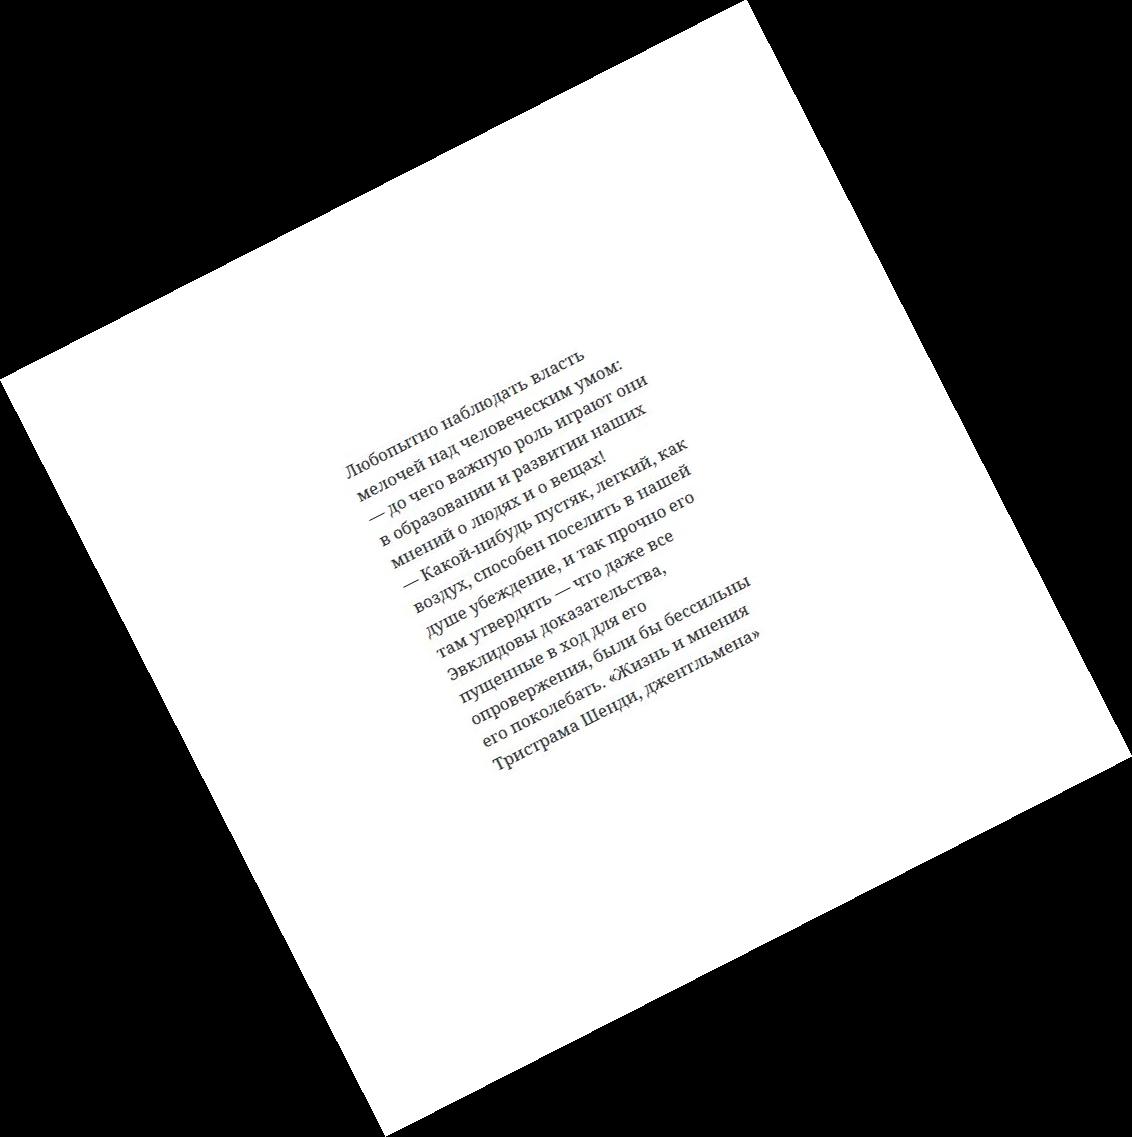 Любопытно наблюдать власть
мелочей над человеческим умом:
— до чего важную роль играют они
в образовании и развитии наших
мнений о людях и о вещах!
— Какой-нибудь пустяк, легкий, как
воздух, способен поселить в нашей
душе убеждение, и так прочно его
там утвердить — что даже все
Эвклидовы доказательства,
пущенные в ход для его
опровержения, были бы бессильны
его поколебать. «Жизнь и мнения
Тристрама Шенди, джентльмена»